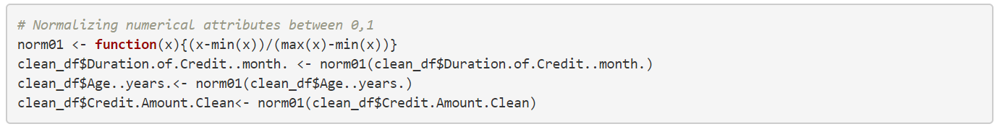 # Normalizing numerical attributes between 0,1
norm01 <- function(x){(x-min(x))/(max(x)-min(x))}
clean_df$Duration.of.Credit..month. <- norm01(clean_df$Duration.of.Credit..month.)
clean_df$Age..years.<- norm01(clean_df$Age..years.)
clean_df$Credit.Amount.Clean<- norm01(clean_df$Credit.Amount.Clean)